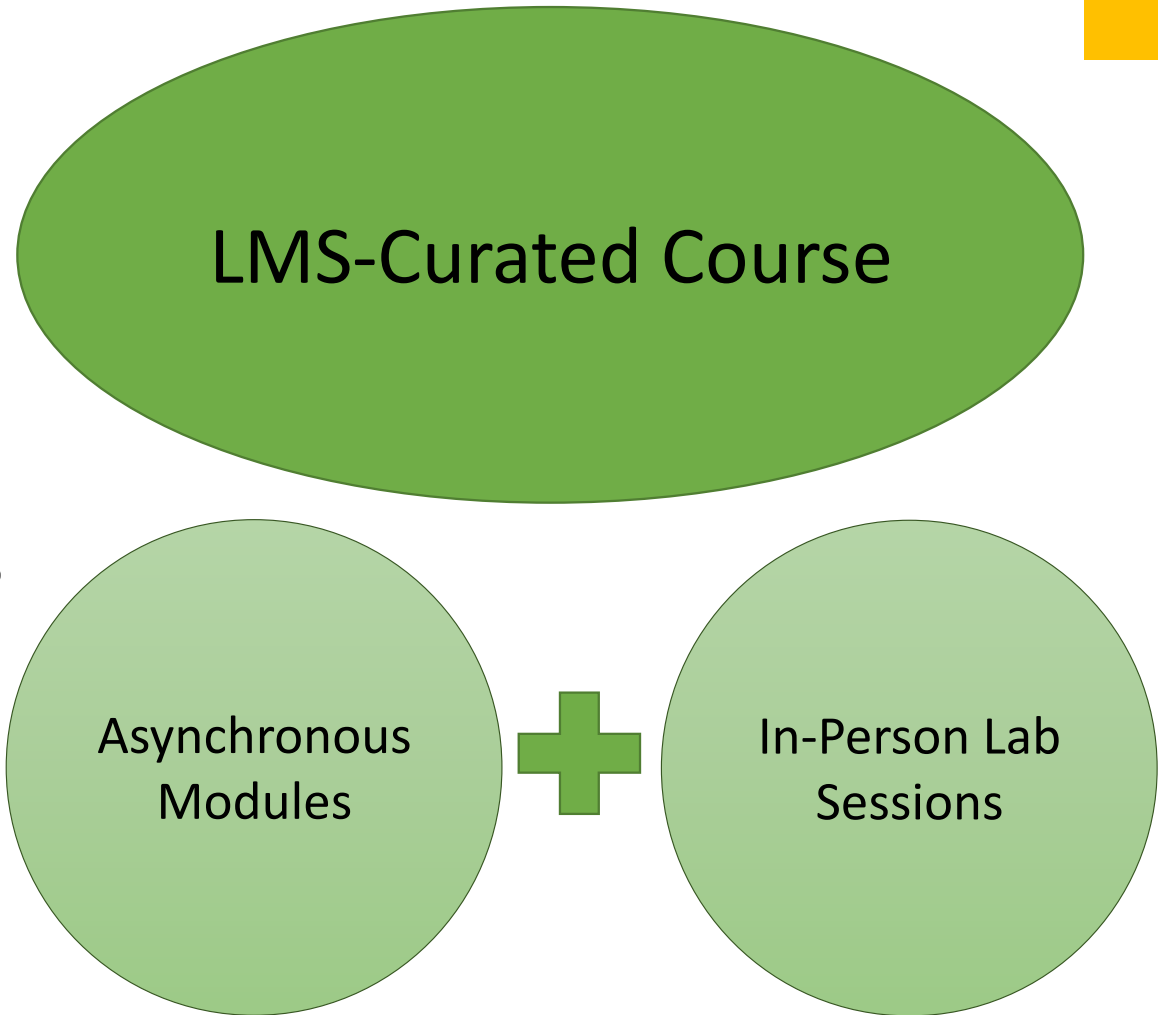 LMS-Curated Course
Asynchronous
Modules
In-Person Lab
Sessions